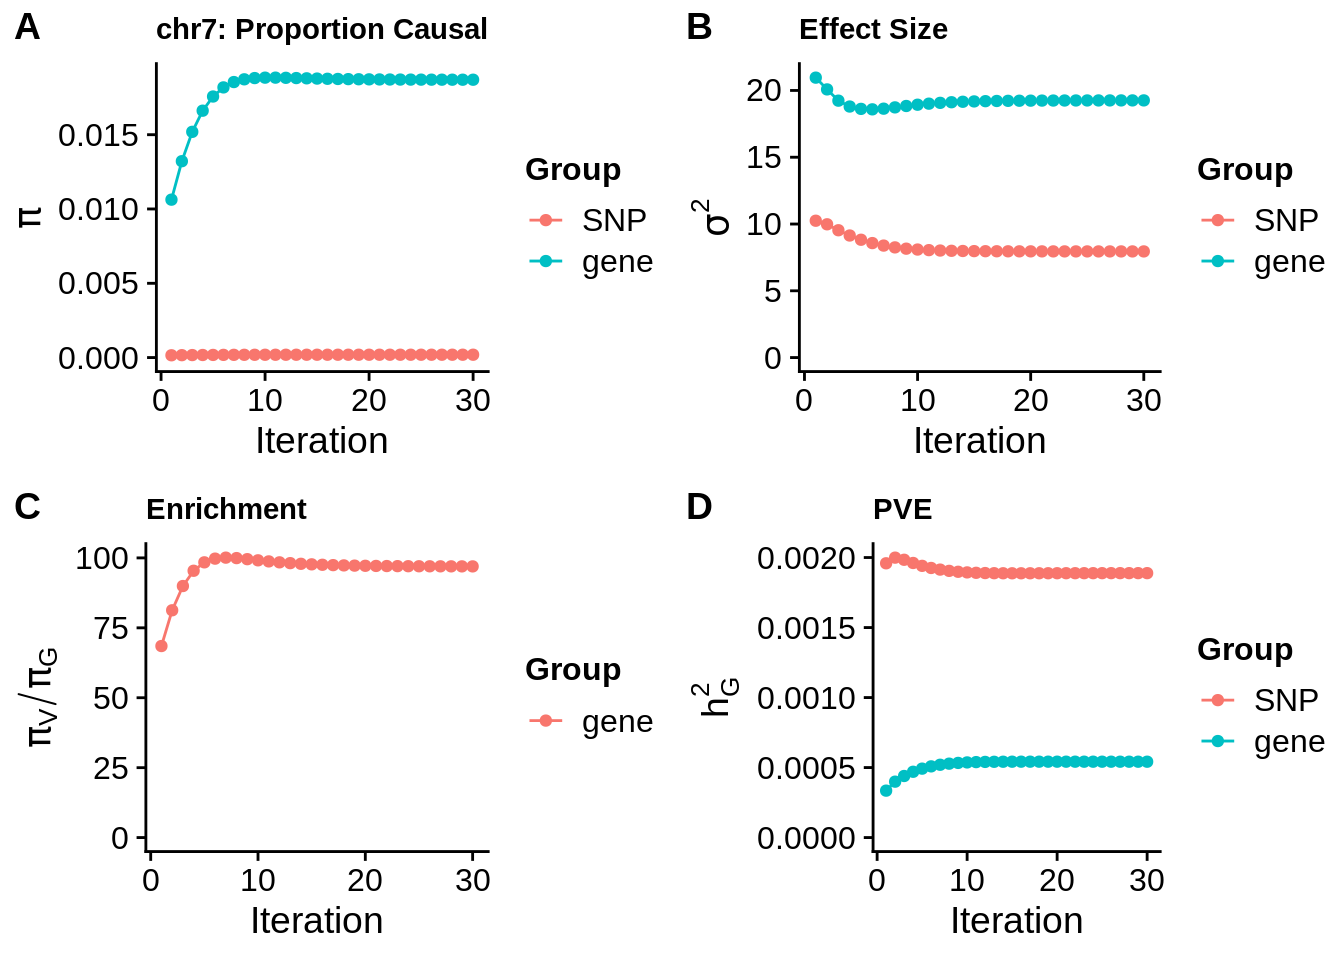 A
chr7: Proportion Causal
π
0.015
0.010
0.005
0.000
0 10 20 30
Iteration
Group
SNP
gene
B
Effect Size
σ²
20
15
10
5
0
0 10 20 30
Iteration
Group
SNP
gene
C
Enrichment
π_V/π_G
100
75
50
25
0
0 10 20 30
Iteration
Group
gene
D
PVE
h²_G
0.0020
0.0015
0.0010
0.0005
0.0000
0 10 20 30
Iteration
Group
SNP
gene